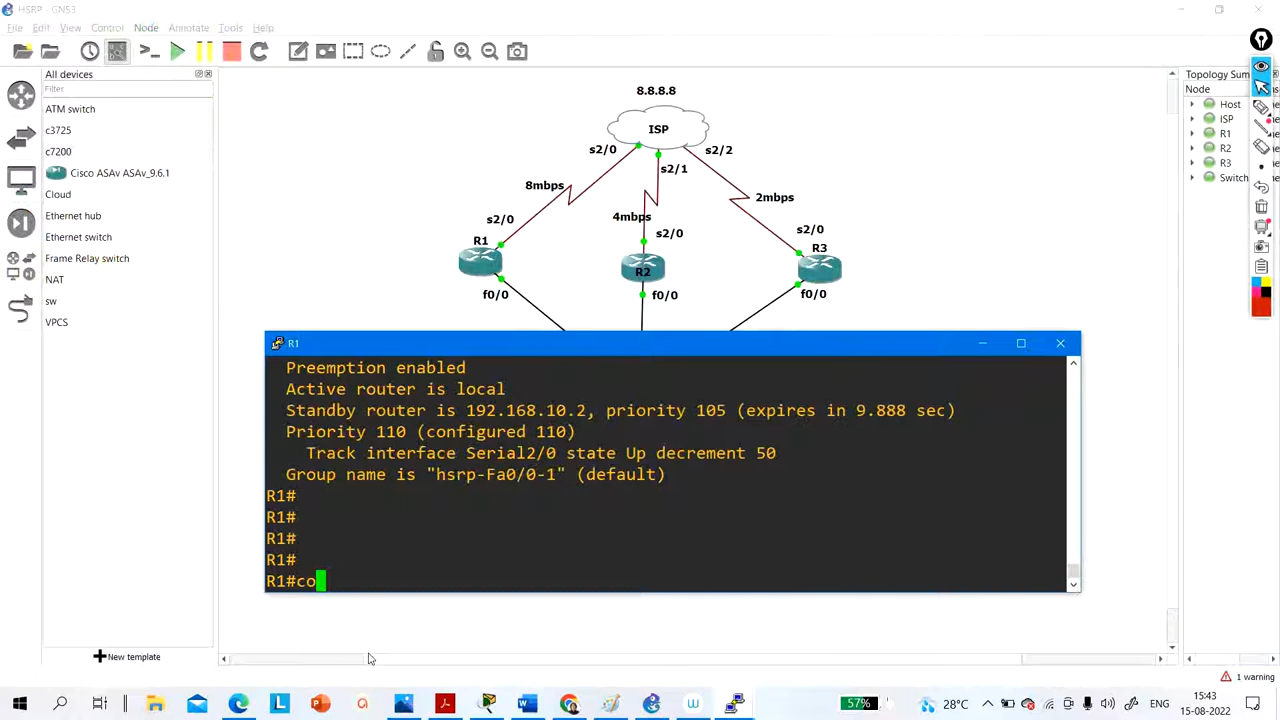 HSRP - GNS3
File Edit View Control Node Annotate Tools Help
All devices
Filter
ATM switch
c3725
c7200
Cisco ASAv ASAv_9.6.1
Cloud
Ethernet hub
Ethernet switch
Frame Relay switch
NAT
sw
VPCS
New template
8.8.8.8
ISP
s2/0
s2/1
s2/2
8mbps
4mbps
2mbps
s2/0
s2/0
s2/0
R1
R2
R3
f0/0
f0/0
f0/0
R1
Preemption enabled
Active router is local
Standby router is 192.168.10.2, priority 105 (expires in 9.888 sec)
Priority 110 (configured 110)
Track interface Serial2/0 state Up decrement 50
Group name is "hsrp-Fa0/0-1" (default)
R1#
R1#
R1#
R1#
R1#co
Topology Sum
Node
Host
ISP
R1
R2
R3
Switch
1 warning
57%
28°C
ENG
15:43
15-08-2022